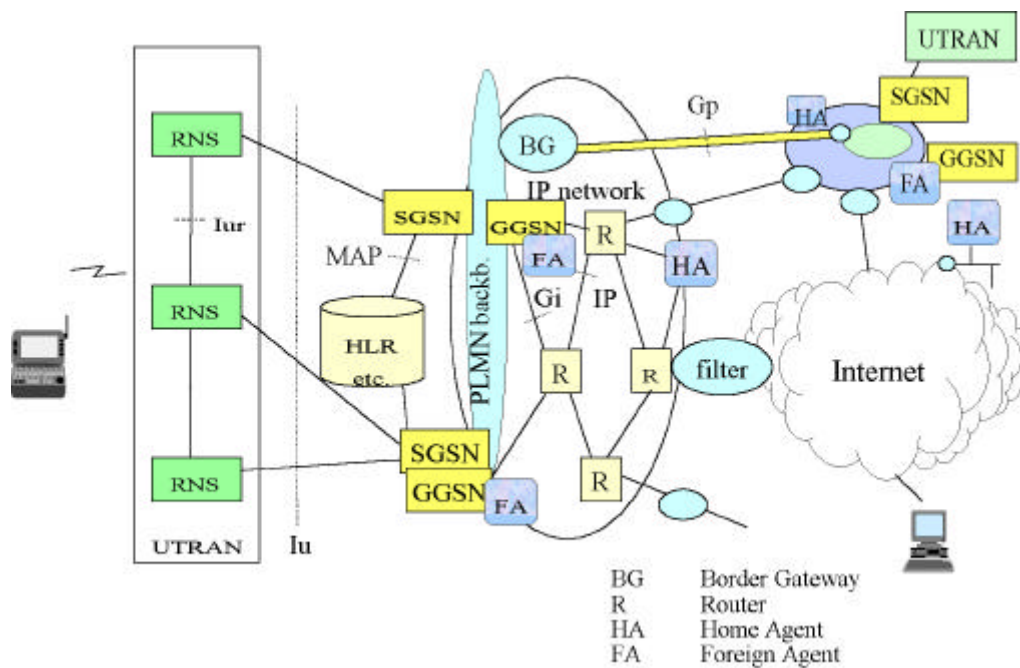 UTRAN
SGSN
Gp
HA
RNS
BG
GGSN
FA
IP network
SGSN
GGSN
R
HA
Iur
FA
HA
MAP
Gi
IP
PLMN backb.
RNS
HLR
etc.
R
R
filter
Internet
SGSN
RNS
GGSN
R
FA
UTRAN
Iu
BG Border Gateway
R Router
HA Home Agent
FA Foreign Agent